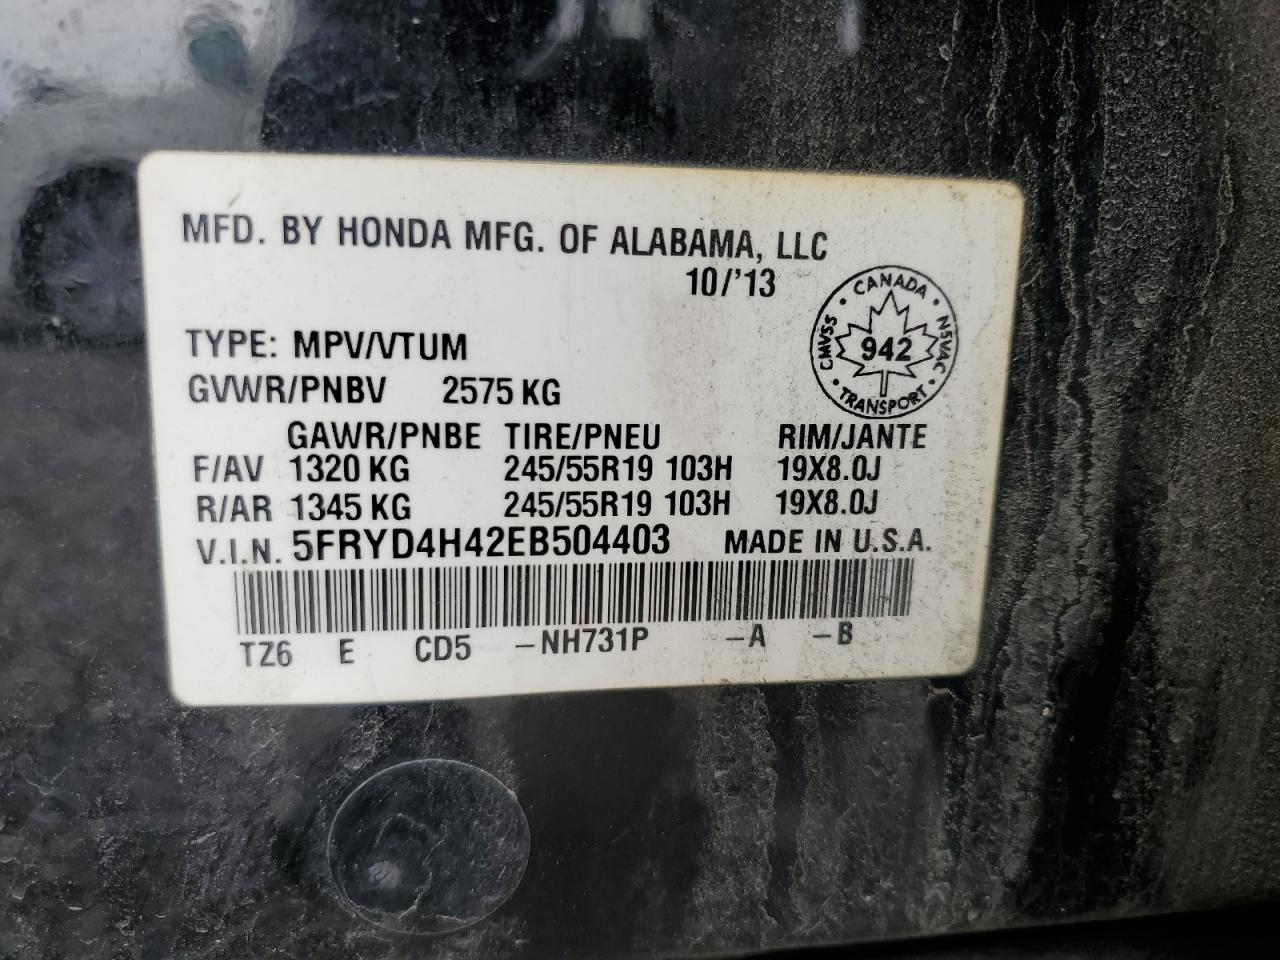 MFD. BY HONDA MFG. OF ALABAMA, LLC
10/'13
CANADA
CMVSS NSVAC
942
TRANSPORT
TYPE: MPV/VTUM
GVWR/PNBV 2575 KG
GAWR/PNBE TIRE/PNEU RIM/JANTE
F/AV 1320 KG 245/55R19 103H 19X8.0J
R/AR 1345 KG 245/55R19 103H 19X8.0J
V.I.N. 5FRYD4H42EB504403 MADE IN U.S.A.
TZ6 E CD5 -NH731P -A -B